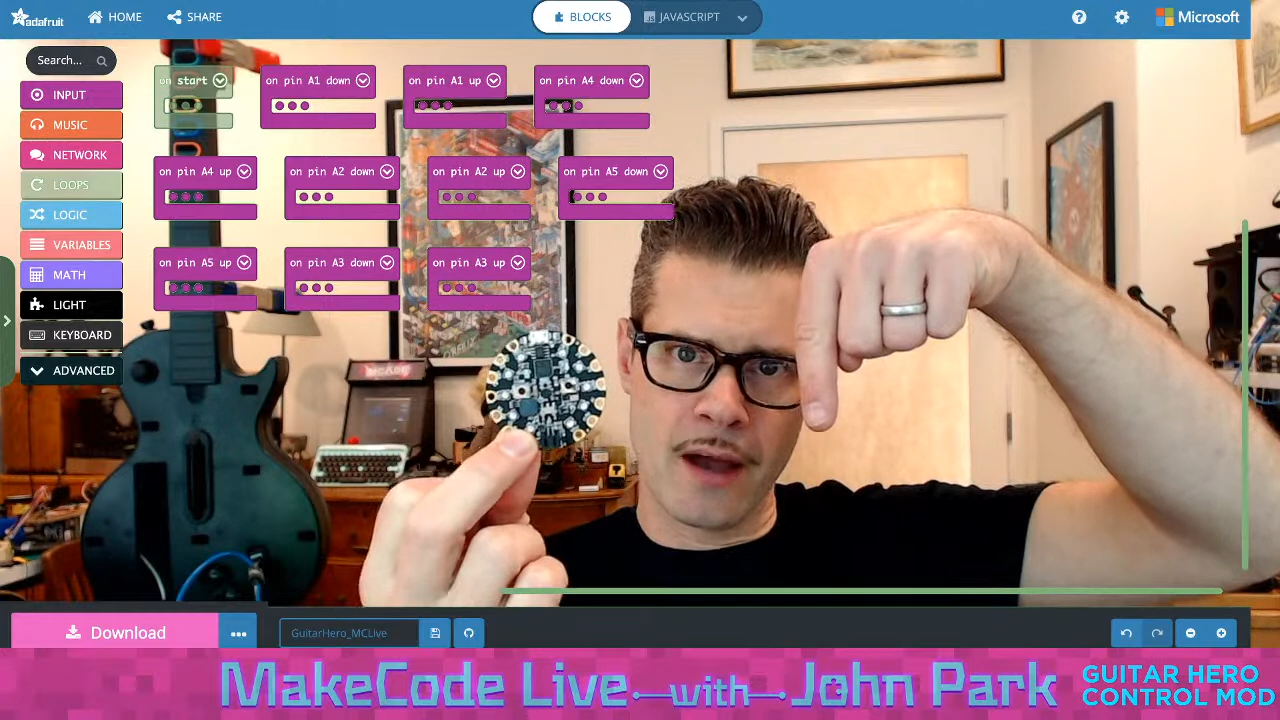 adafruit
HOME
SHARE
BLOCKS
JAVASCRIPT
Microsoft
Search...
INPUT
MUSIC
NETWORK
LOOPS
LOGIC
VARIABLES
MATH
LIGHT
KEYBOARD
ADVANCED
on start
on pin A1 down
on pin A1 up
on pin A4 down
on pin A4 up
on pin A2 down
on pin A2 up
on pin A5 down
on pin A5 up
on pin A3 down
on pin A3 up
Download
GuitarHero_MCLive
MakeCode Live with John Park
GUITAR HERO
CONTROL MOD